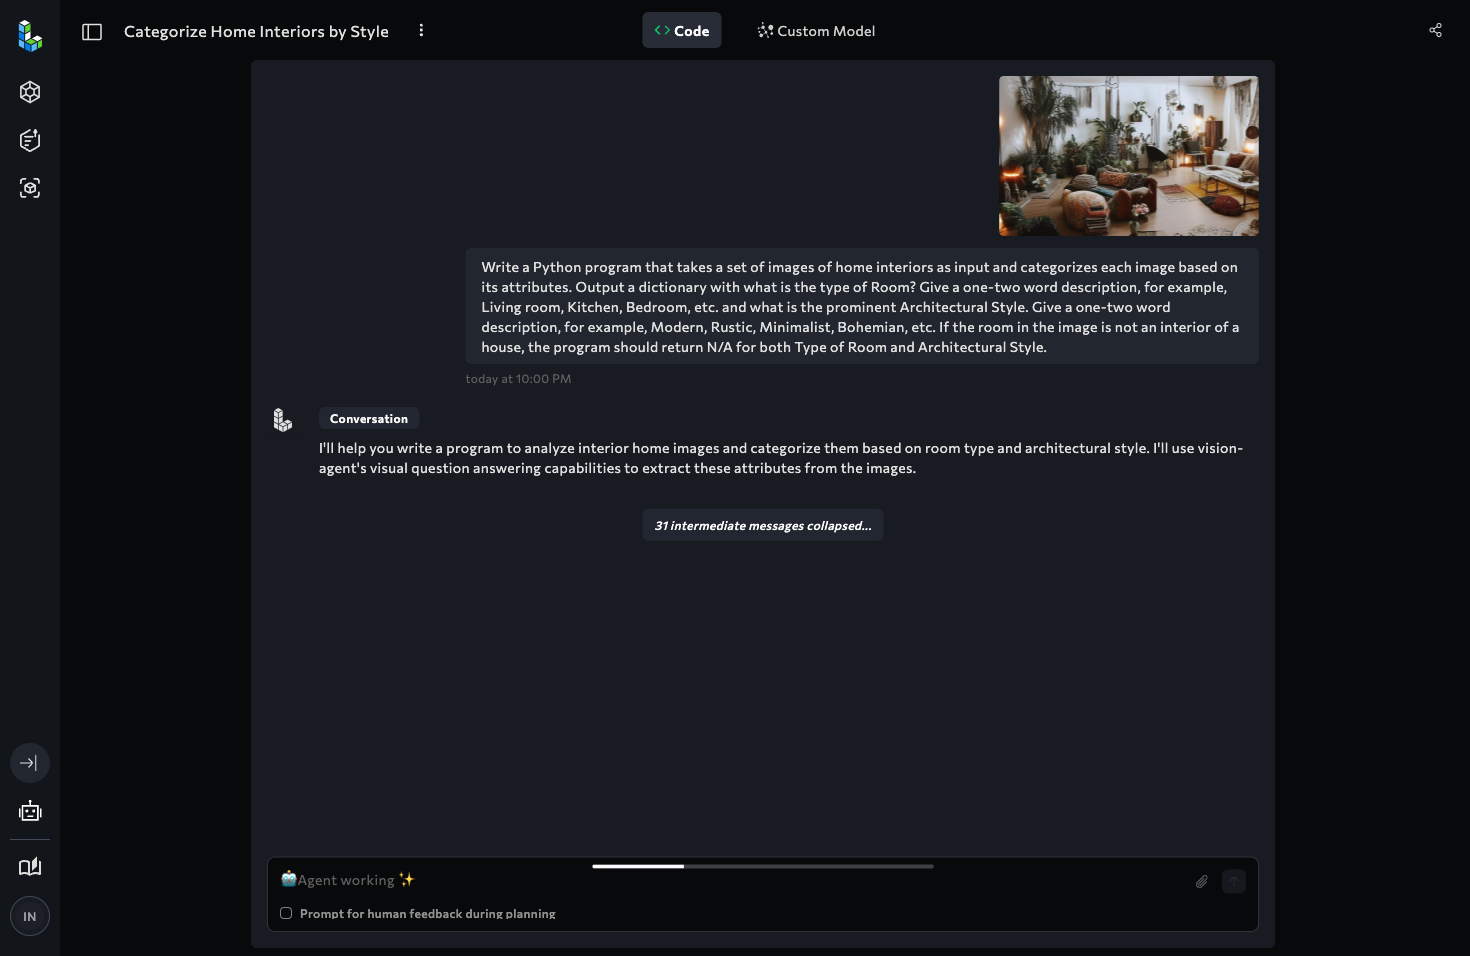 Categorize Home Interiors by Style
Code
Custom Model
Write a Python program that takes a set of images of home interiors as input and categorizes each image based on
its attributes. Output a dictionary with what is the type of Room? Give a one-two word description, for example,
Living room, Kitchen, Bedroom, etc. and what is the prominent Architectural Style. Give a one-two word
description, for example, Modern, Rustic, Minimalist, Bohemian, etc. If the room in the image is not an interior of a
house, the program should return N/A for both Type of Room and Architectural Style.
today at 10:00 PM
Conversation
I'll help you write a program to analyze interior home images and categorize them based on room type and architectural style. I'll use vision-
agent's visual question answering capabilities to extract these attributes from the images.
31 intermediate messages collapsed...
🤖Agent working ✨
Prompt for human feedback during planning
IN